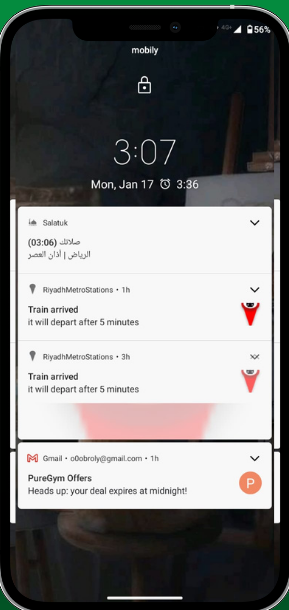 4G+ 56%
mobily
3:07
Mon, Jan 17 3:36
Salatuk
صلاتك (03:06)
الرياض | أذان العصر
RiyadhMetroStations • 1h
Train arrived
it will depart after 5 minutes
RiyadhMetroStations • 3h
Train arrived
it will depart after 5 minutes
Gmail • o0obroly@gmail.com • 1h
PureGym Offers
Heads up: your deal expires at midnight!
P